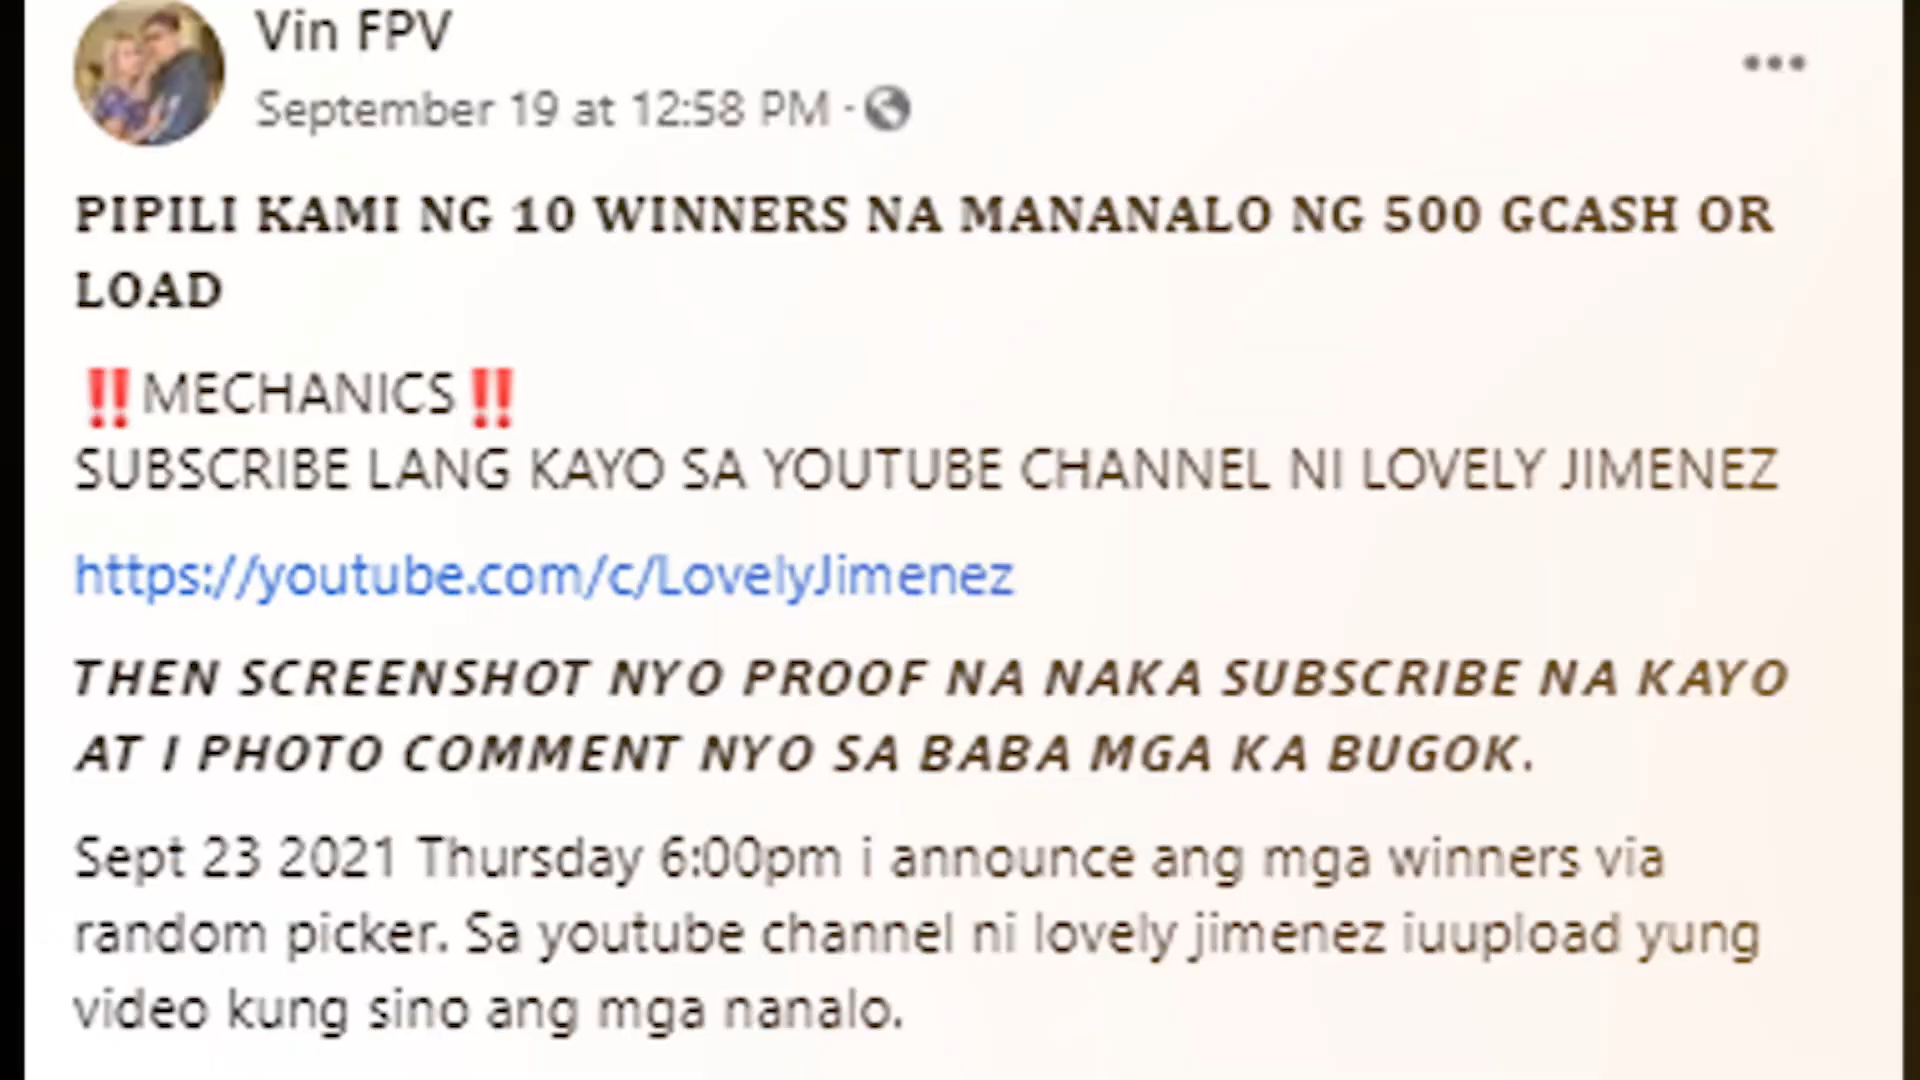 Vin FPV
September 19 at 12:58 PM ·
PIPILI KAMI NG 10 WINNERS NA MANANALO NG 500 GCASH OR
LOAD
‼️MECHANICS‼️
SUBSCRIBE LANG KAYO SA YOUTUBE CHANNEL NI LOVELY JIMENEZ
https://youtube.com/c/LovelyJimenez
THEN SCREENSHOT NYO PROOF NA NAKA SUBSCRIBE NA KAYO
AT I PHOTO COMMENT NYO SA BABA MGA KA BUGOK.
Sept 23 2021 Thursday 6:00pm i announce ang mga winners via
random picker. Sa youtube channel ni lovely jimenez iuupload yung
video kung sino ang mga nanalo.